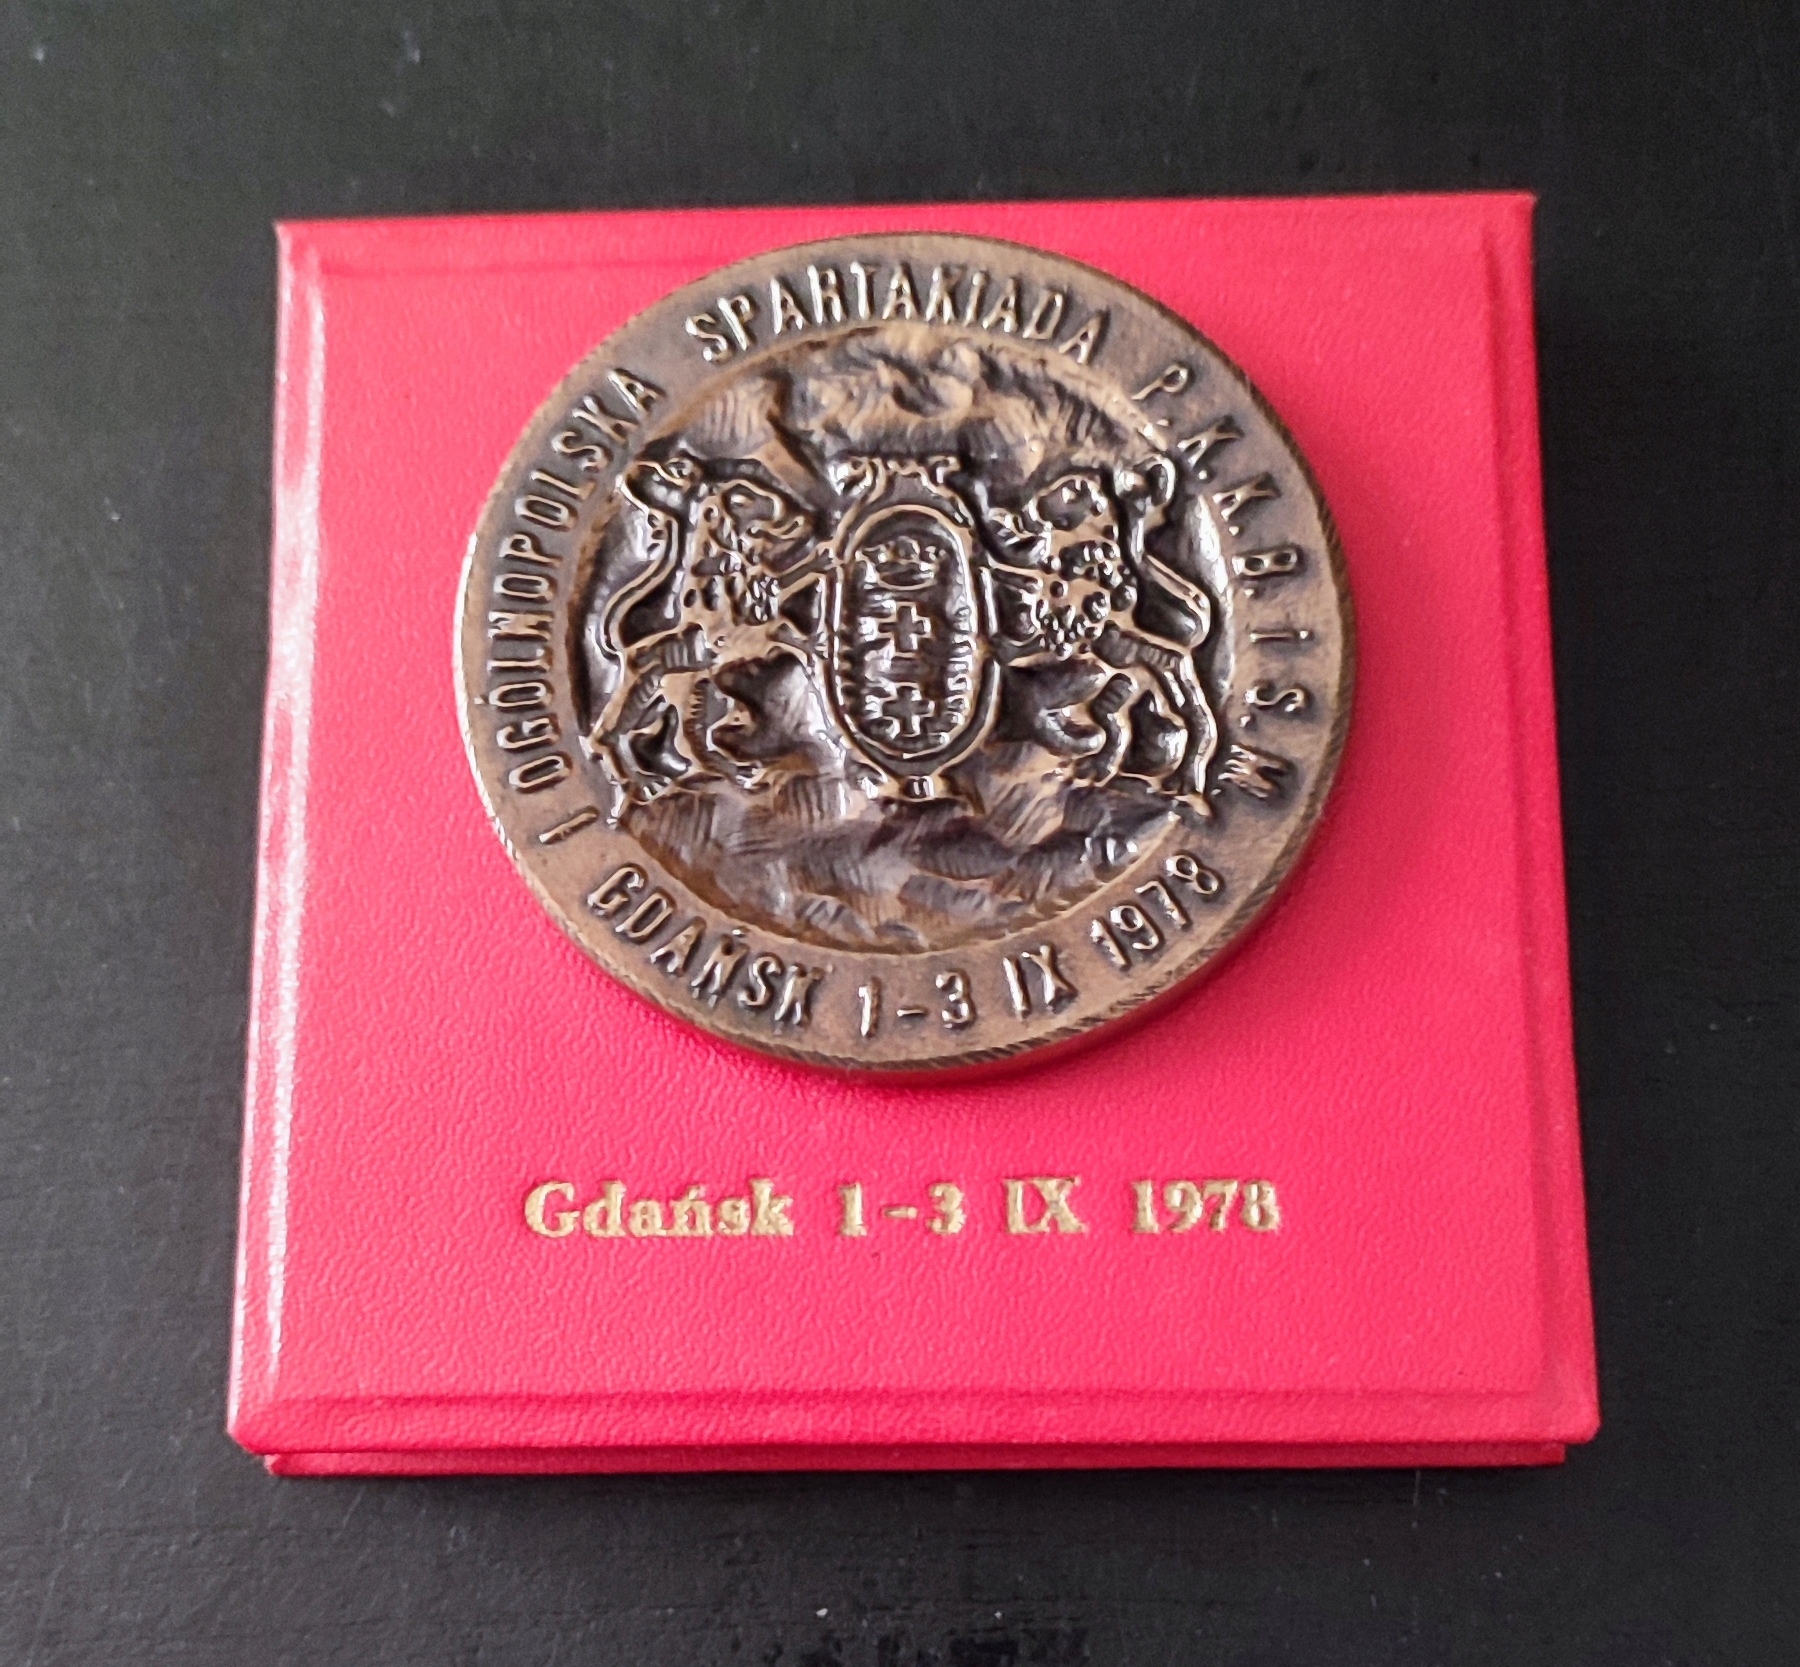 I OGÓLNOPOLSKA SPARTAKIADA P.K.K.B. i S.M.
GDAŃSK 1-3 IX 1978
Gdańsk 1-3 IX 1978